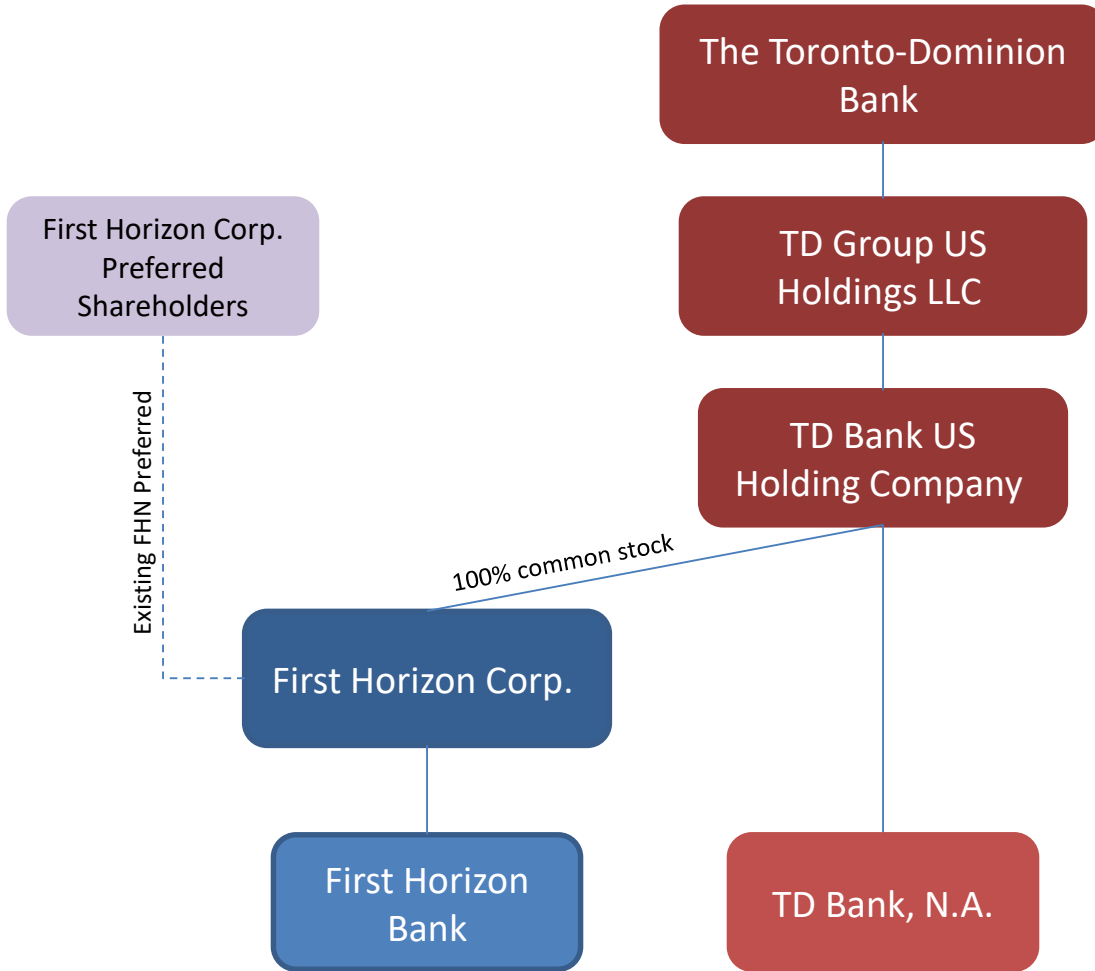 The Toronto-Dominion
Bank
First Horizon Corp.
Preferred
Shareholders
TD Group US
Holdings LLC
Existing FHN Preferred
TD Bank US
Holding Company
100% common stock
First Horizon Corp.
First Horizon
Bank
TD Bank, N.A.